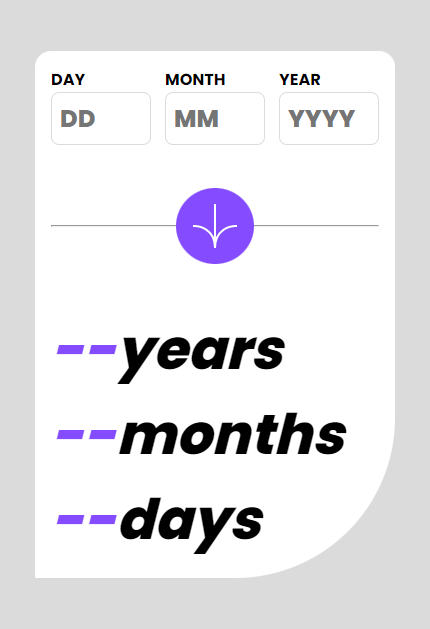 DAY MONTH YEAR
DD MM YYYY
--years
--months
--days